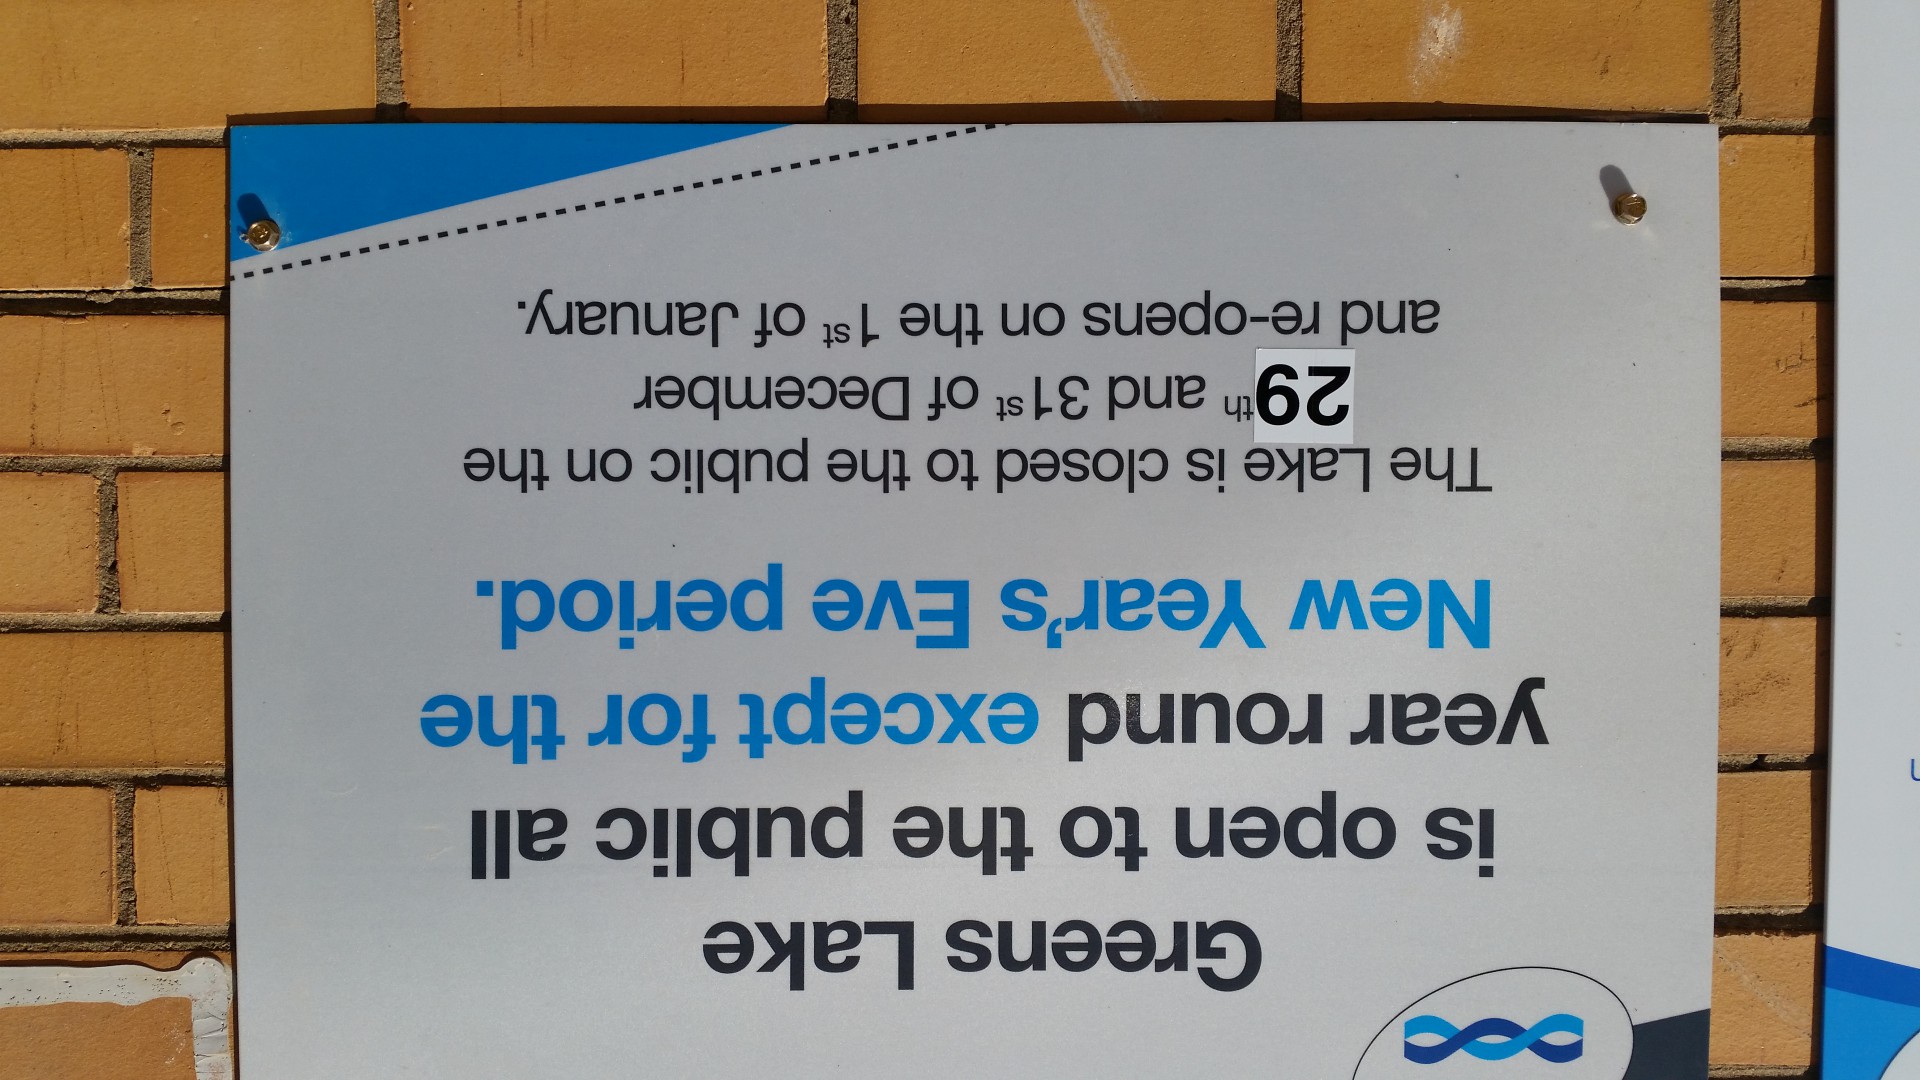 Greens Lake
is open to the public all
year round except for the
New Year's Eve period.
The Lake is closed to the public on the
29th and 31st of December
and re-opens on the 1st of January.